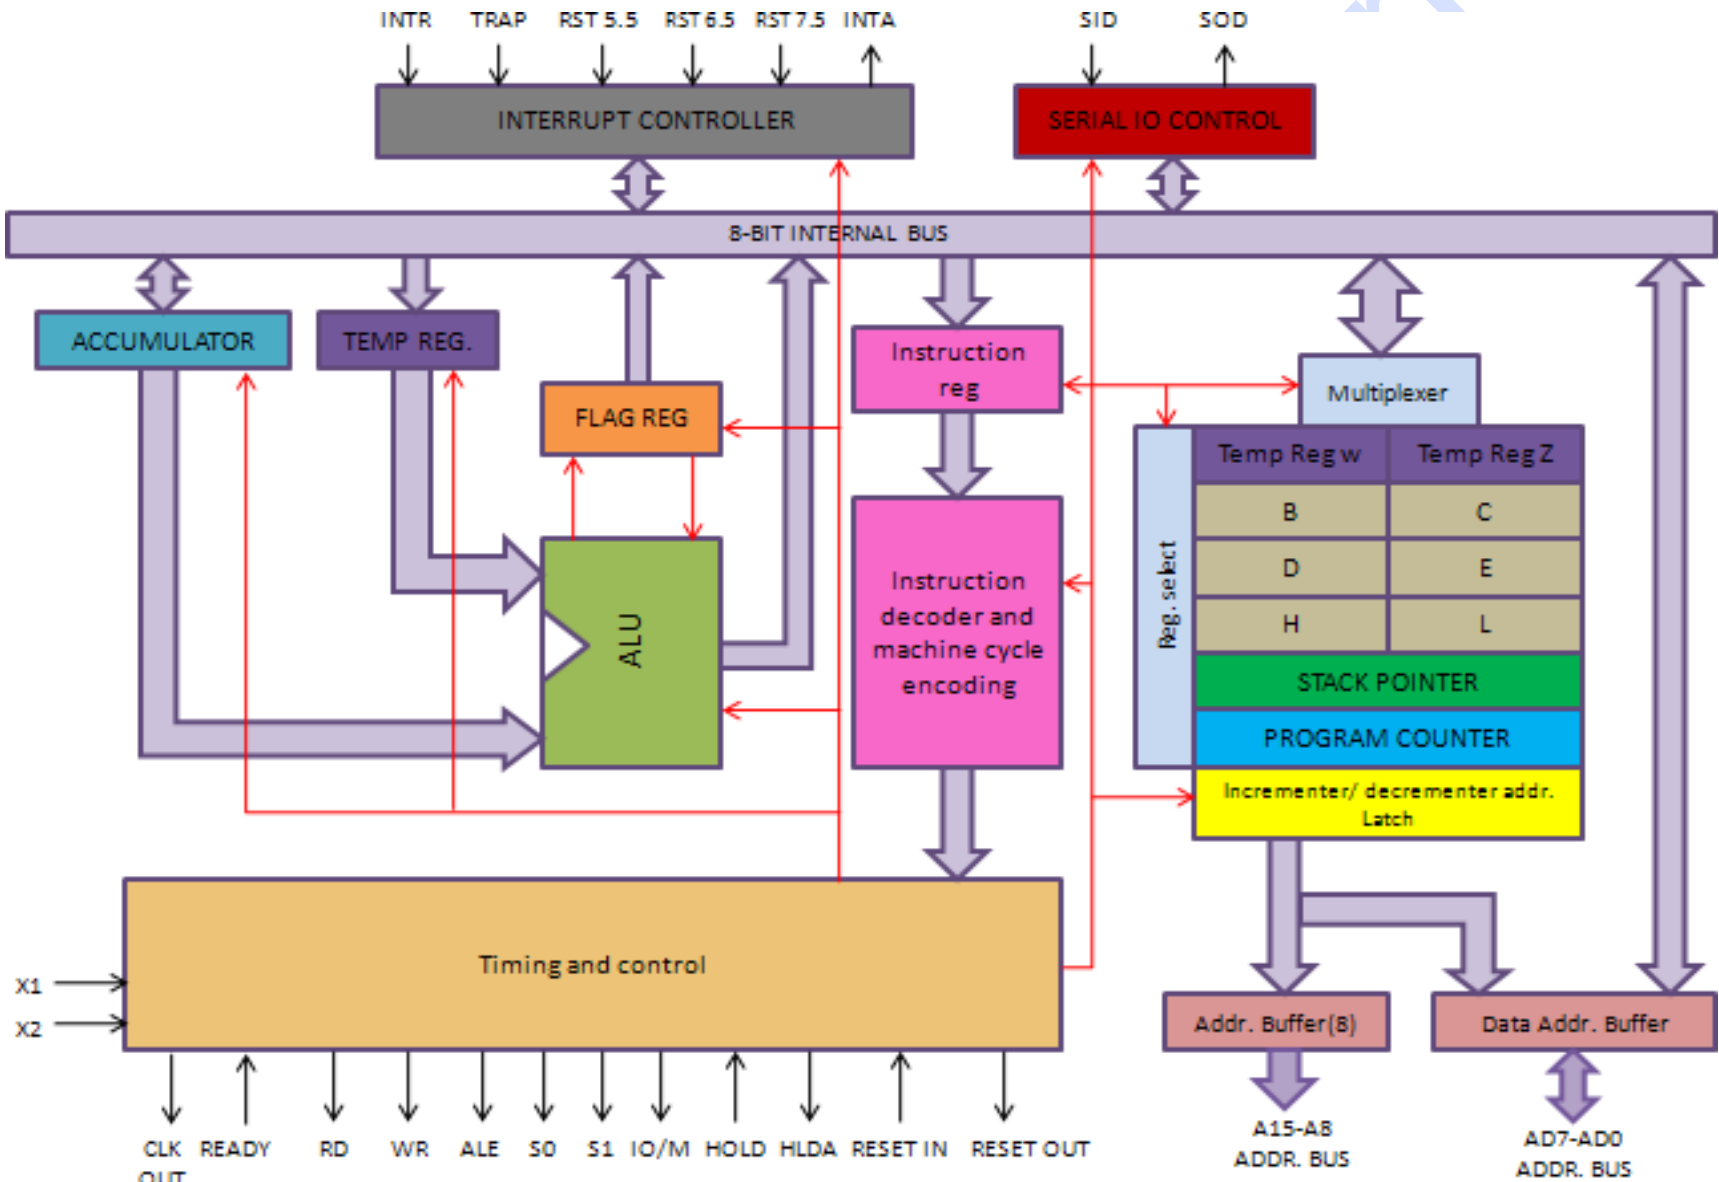 INTR TRAP RST 5.5 RST 6.5 RST 7.5 INTA SID SOD
INTERRUPT CONTROLLER
SERIAL IO CONTROL
8-BIT INTERNAL BUS
ACCUMULATOR
TEMP REG.
FLAG REG
ALU
Instruction
reg
Instruction
decoder and
machine cycle
encoding
Multiplexer
Reg. select
Temp Reg w
Temp Reg Z
B C
D E
H L
STACK POINTER
PROGRAM COUNTER
Incrementer/ decrementer addr.
Latch
Timing and control
X1
X2
Addr. Buffer(8)
Data Addr. Buffer
CLK
OUT
READY RD WR ALE S0 S1 IO/M HOLD HLDA RESET IN RESET OUT
A15-A8
ADDR. BUS
AD7-AD0
ADDR. BUS